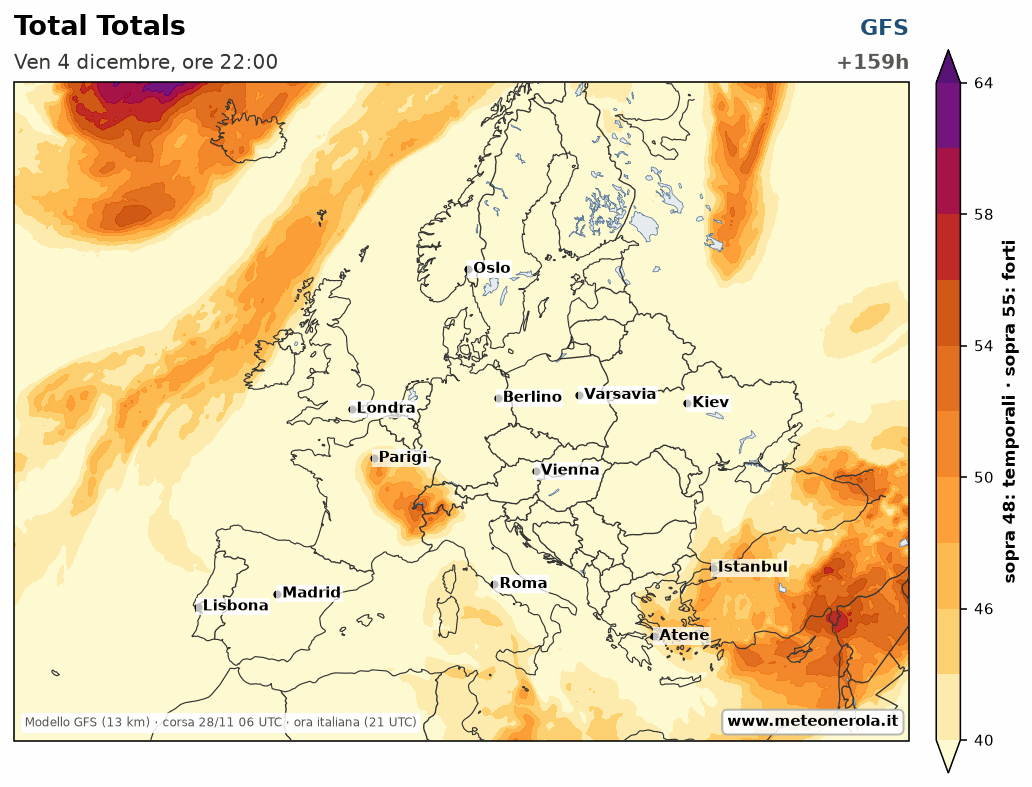 Total Totals
GFS
Ven 4 dicembre, ore 22:00
+159h
64
58
54
50
46
40
sopra 48: temporali · sopra 55: forti
Oslo
Berlino
Varsavia
Kiev
Londra
Parigi
Vienna
Istanbul
Roma
Madrid
Lisbona
Atene
Modello GFS (13 km) · corsa 28/11 06 UTC · ora italiana (21 UTC)
www.meteonerola.it